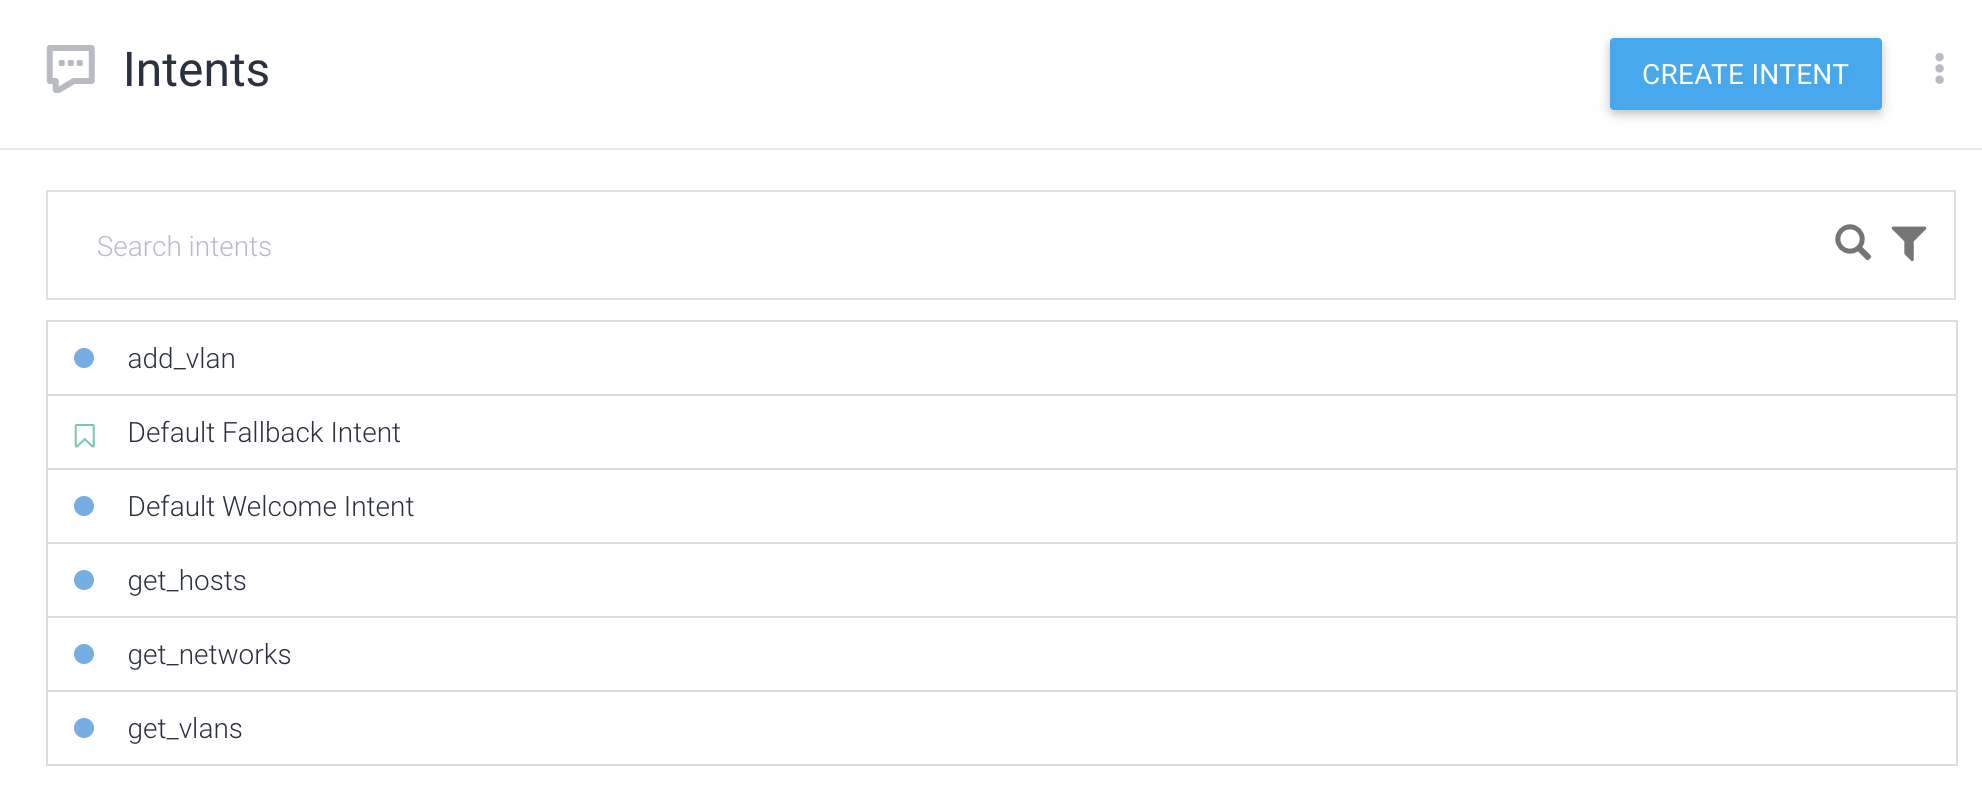 Intents
CREATE INTENT
Search intents
add_vlan
Default Fallback Intent
Default Welcome Intent
get_hosts
get_networks
get_vlans